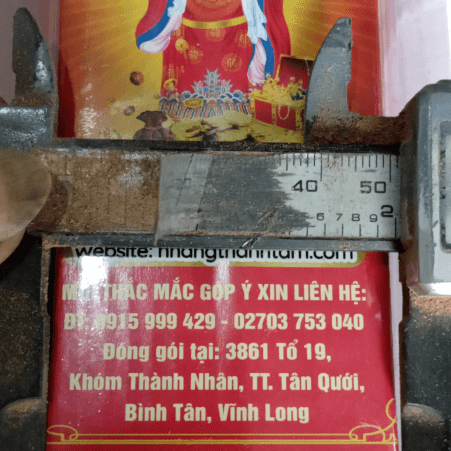 40 50
6 7 8 9 2
website: nhangthanhtam.com
THẮC MẮC GÓP Ý XIN LIÊN HỆ:
0915 999 429 - 02703 753 040
Đóng gói tại: 3861 Tổ 19,
Khóm Thành Nhân, TT. Tân Quới,
Bình Tân, Vĩnh Long